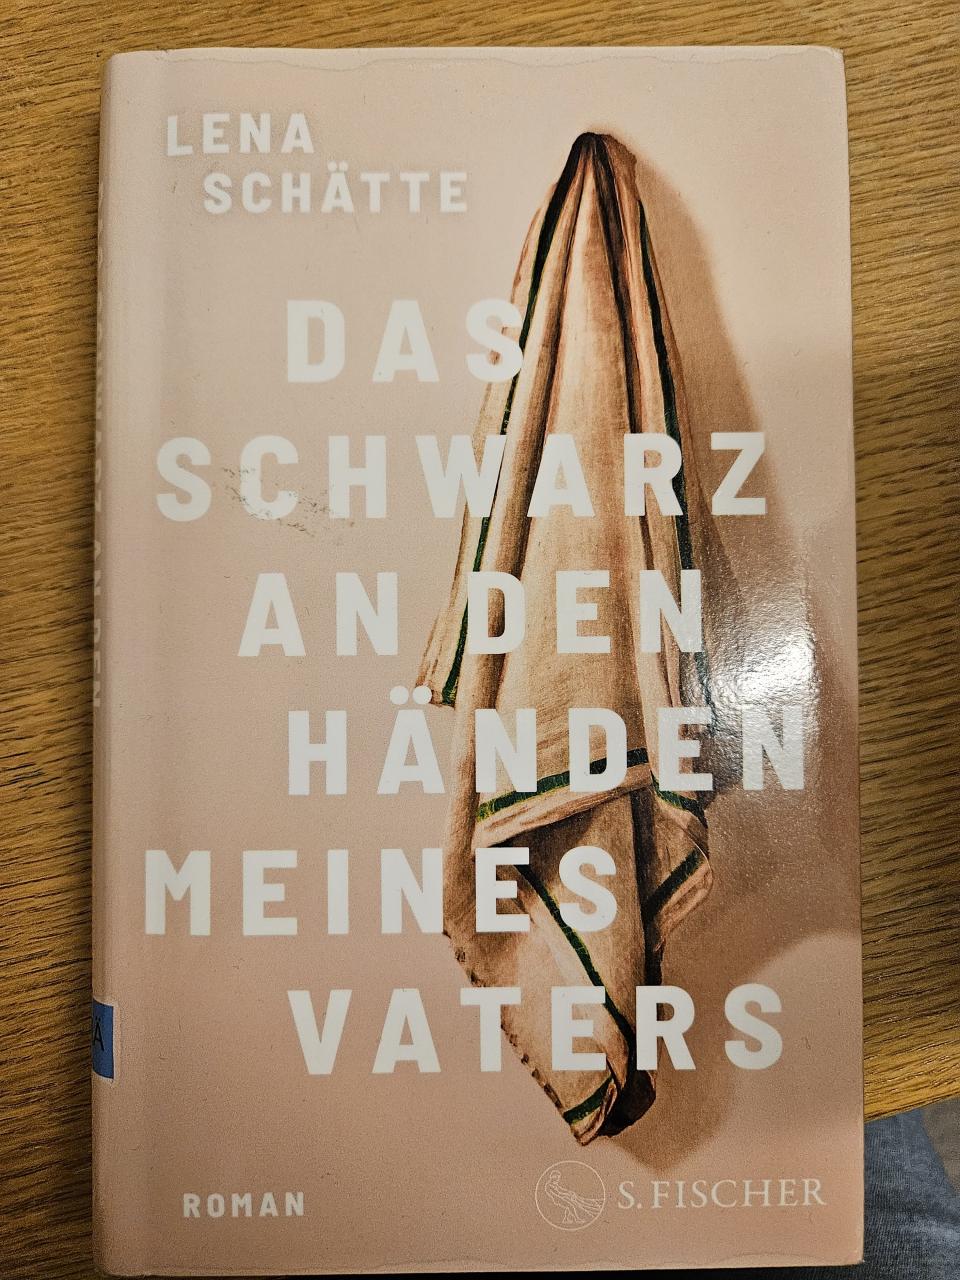 LENA
SCHÄTTE
DAS
SCHWARZ
AN DEN
HÄNDEN
MEINES
VATERS
ROMAN
S. FISCHER
Ä